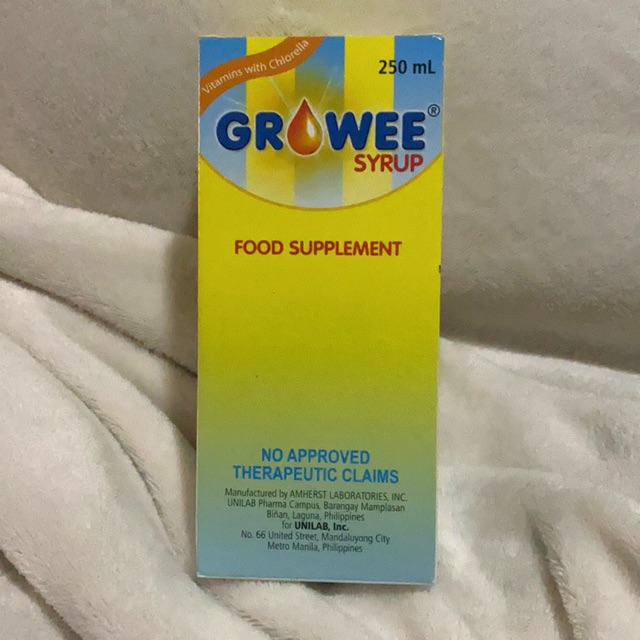 Vitamins with Chlorella
250 mL
GROWEE®
SYRUP
FOOD SUPPLEMENT
NO APPROVED
THERAPEUTIC CLAIMS
Manufactured by AMHERST LABORATORIES, INC.
UNILAB Pharma Campus, Barangay Mamplasan
Biñan, Laguna, Philippines
for UNILAB, Inc.
No. 66 United Street, Mandaluyong City
Metro Manila, Philippines